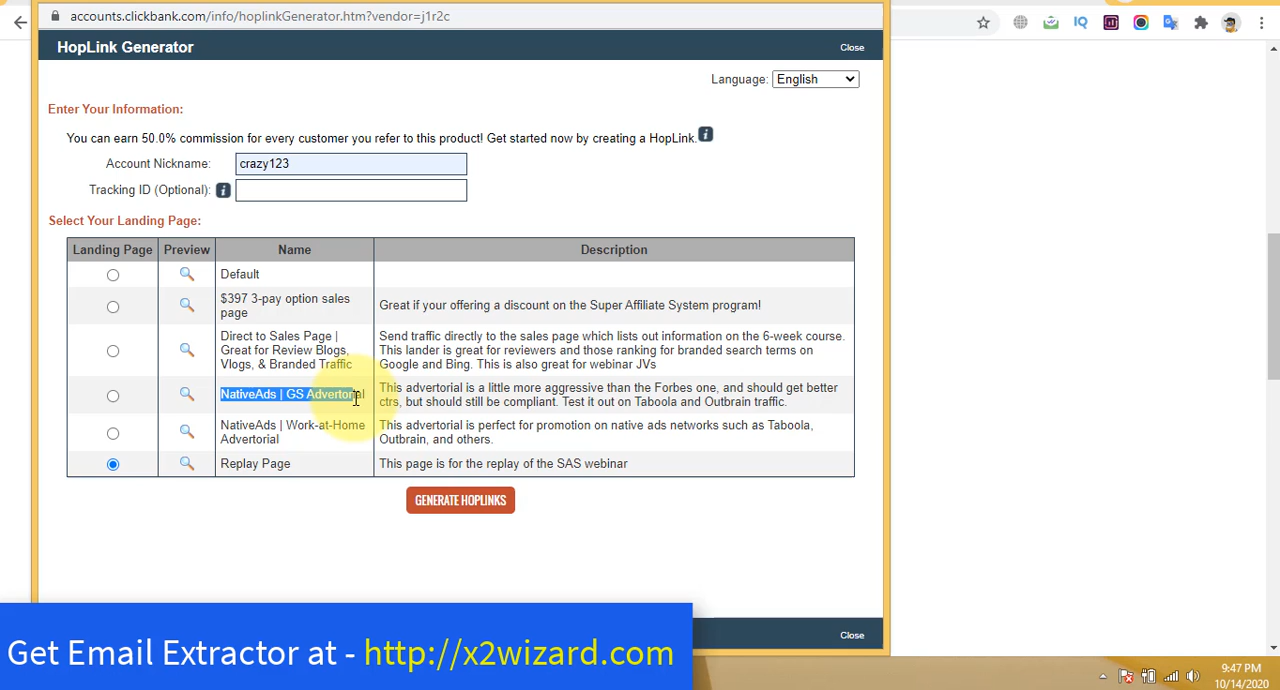 accounts.clickbank.com/info/hoplinkGenerator.htm?vendor=j1r2c
IQ
HopLink Generator
Close
Language: English
Enter Your Information:
You can earn 50.0% commission for every customer you refer to this product! Get started now by creating a HopLink. i
Account Nickname: crazy123
Tracking ID (Optional): i
Select Your Landing Page:
Landing Page Preview Name Description
Default
$397 3-pay option sales
page
Great if your offering a discount on the Super Affiliate System program!
Direct to Sales Page |
Great for Review Blogs,
Vlogs, & Branded Traffic
Send traffic directly to the sales page which lists out information on the 6-week course.
This lander is great for reviewers and those ranking for branded search terms on
Google and Bing. This is also great for webinar JVs
NativeAds | GS Advertorial
This advertorial is a little more aggressive than the Forbes one, and should get better
ctrs, but should still be compliant. Test it out on Taboola and Outbrain traffic.
NativeAds | Work-at-Home
Advertorial
This advertorial is perfect for promotion on native ads networks such as Taboola,
Outbrain, and others.
Replay Page
This page is for the replay of the SAS webinar
GENERATE HOPLINKS
Close
Get Email Extractor at - http://x2wizard.com
9:47 PM
10/14/2020